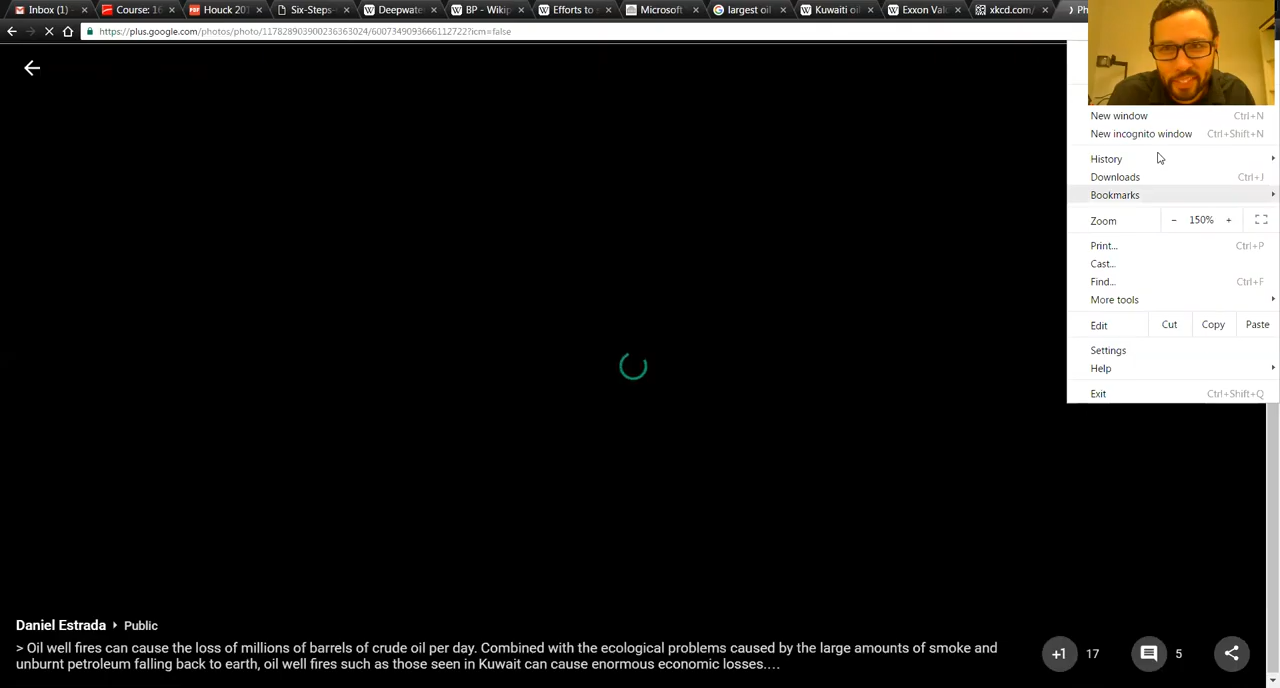 Inbox (1)
Course: 16
PDF
Houck 201
Six-Steps-
W
Deepwater
W
BP - Wikip
W
Efforts to
Microsoft
G
largest oil
W
Kuwaiti oil
W
Exxon Val
xkcd.com/
https://plus.google.com/photos/photo/117828903900236363024/6007349093666112722?icm=false
New window Ctrl+N
New incognito window Ctrl+Shift+N
History
Downloads Ctrl+J
Bookmarks
Zoom - 150% +
Print... Ctrl+P
Cast...
Find... Ctrl+F
More tools
Edit Cut Copy Paste
Settings
Help
Exit Ctrl+Shift+Q
Daniel Estrada Public
> Oil well fires can cause the loss of millions of barrels of crude oil per day. Combined with the ecological problems caused by the large amounts of smoke and
unburnt petroleum falling back to earth, oil well fires such as those seen in Kuwait can cause enormous economic losses....
+1 17 5